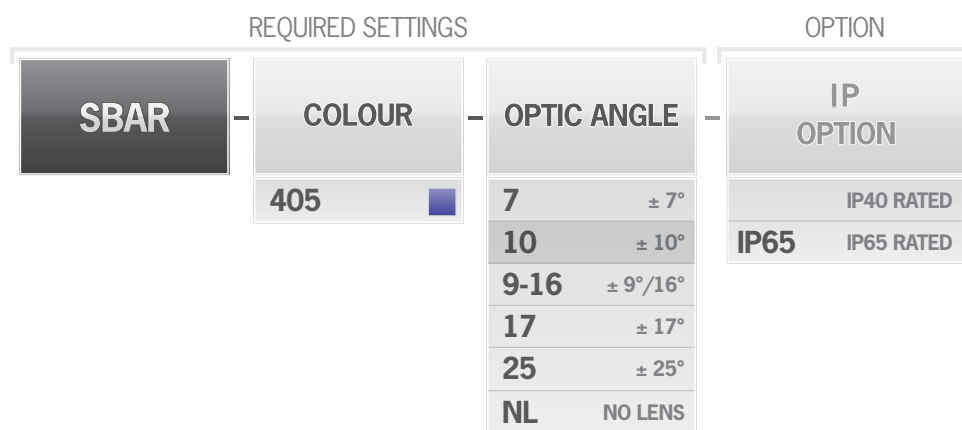 REQUIRED SETTINGS
OPTION
SBAR - COLOUR - OPTIC ANGLE - IP OPTION
405
7 ± 7°
10 ± 10°
9-16 ± 9°/16°
17 ± 17°
25 ± 25°
NL NO LENS
IP40 RATED
IP65 IP65 RATED